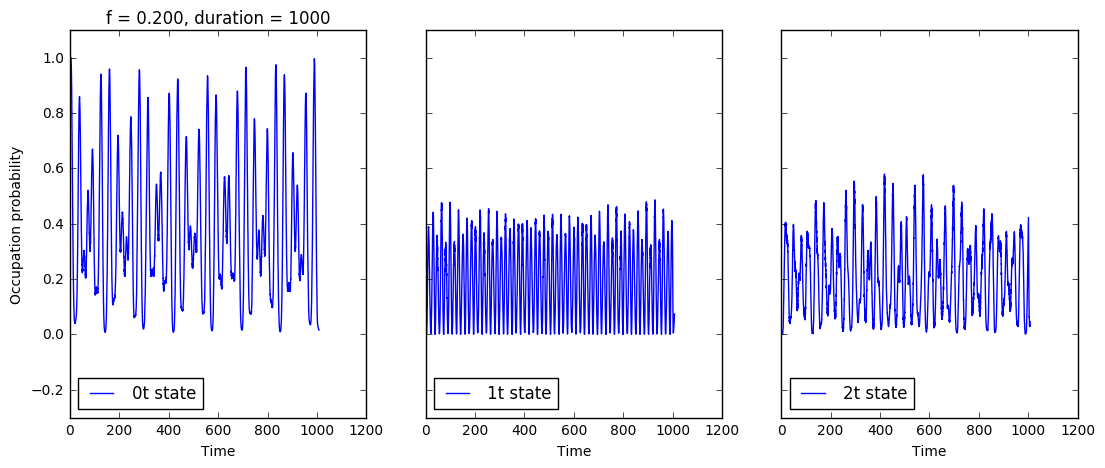 f = 0.200, duration = 1000
Occupation probability
1.0
0.8
0.6
0.4
0.2
0.0
−0.2
0t state
0 200 400 600 800 1000 1200
Time
1t state
0 200 400 600 800 1000 1200
Time
2t state
0 200 400 600 800 1000 1200
Time